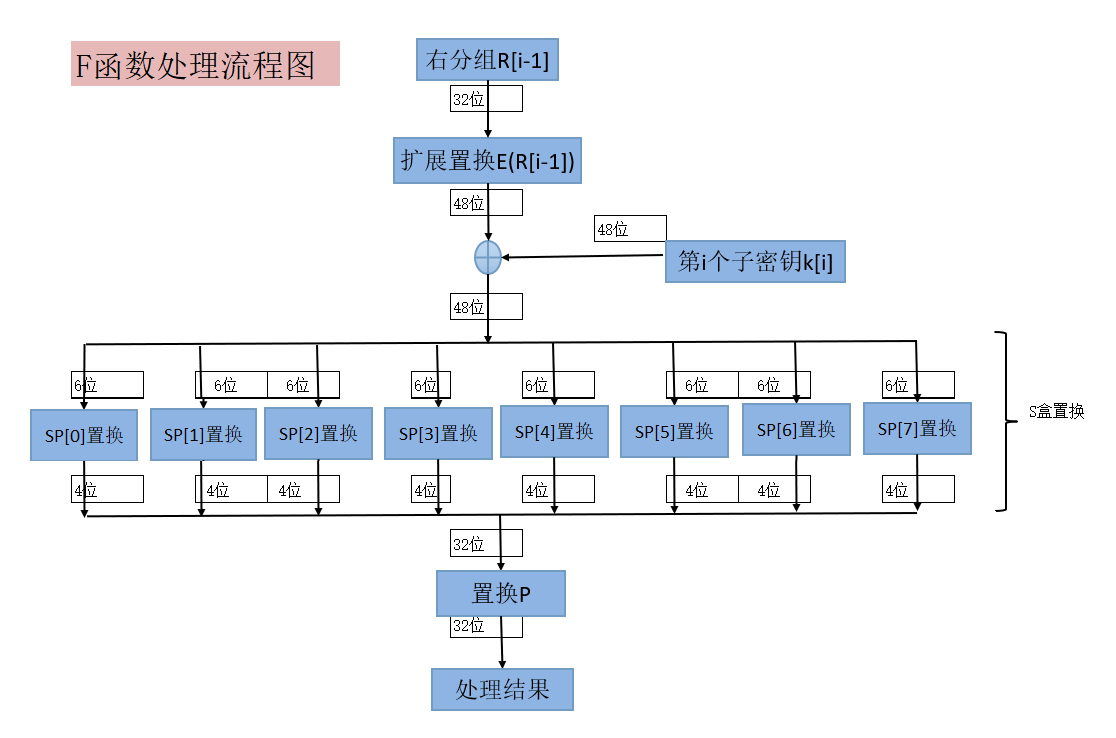 F函数处理流程图
右分组R[i-1]
32位
扩展置换E(R[i-1])
48位
48位
第i个子密钥k[i]
48位
6位 6位 6位 6位 6位 6位 6位 6位
SP[0]置换 SP[1]置换 SP[2]置换 SP[3]置换 SP[4]置换 SP[5]置换 SP[6]置换 SP[7]置换
S盒置换
4位 4位 4位 4位 4位 4位 4位 4位
32位
置换P
32位
处理结果